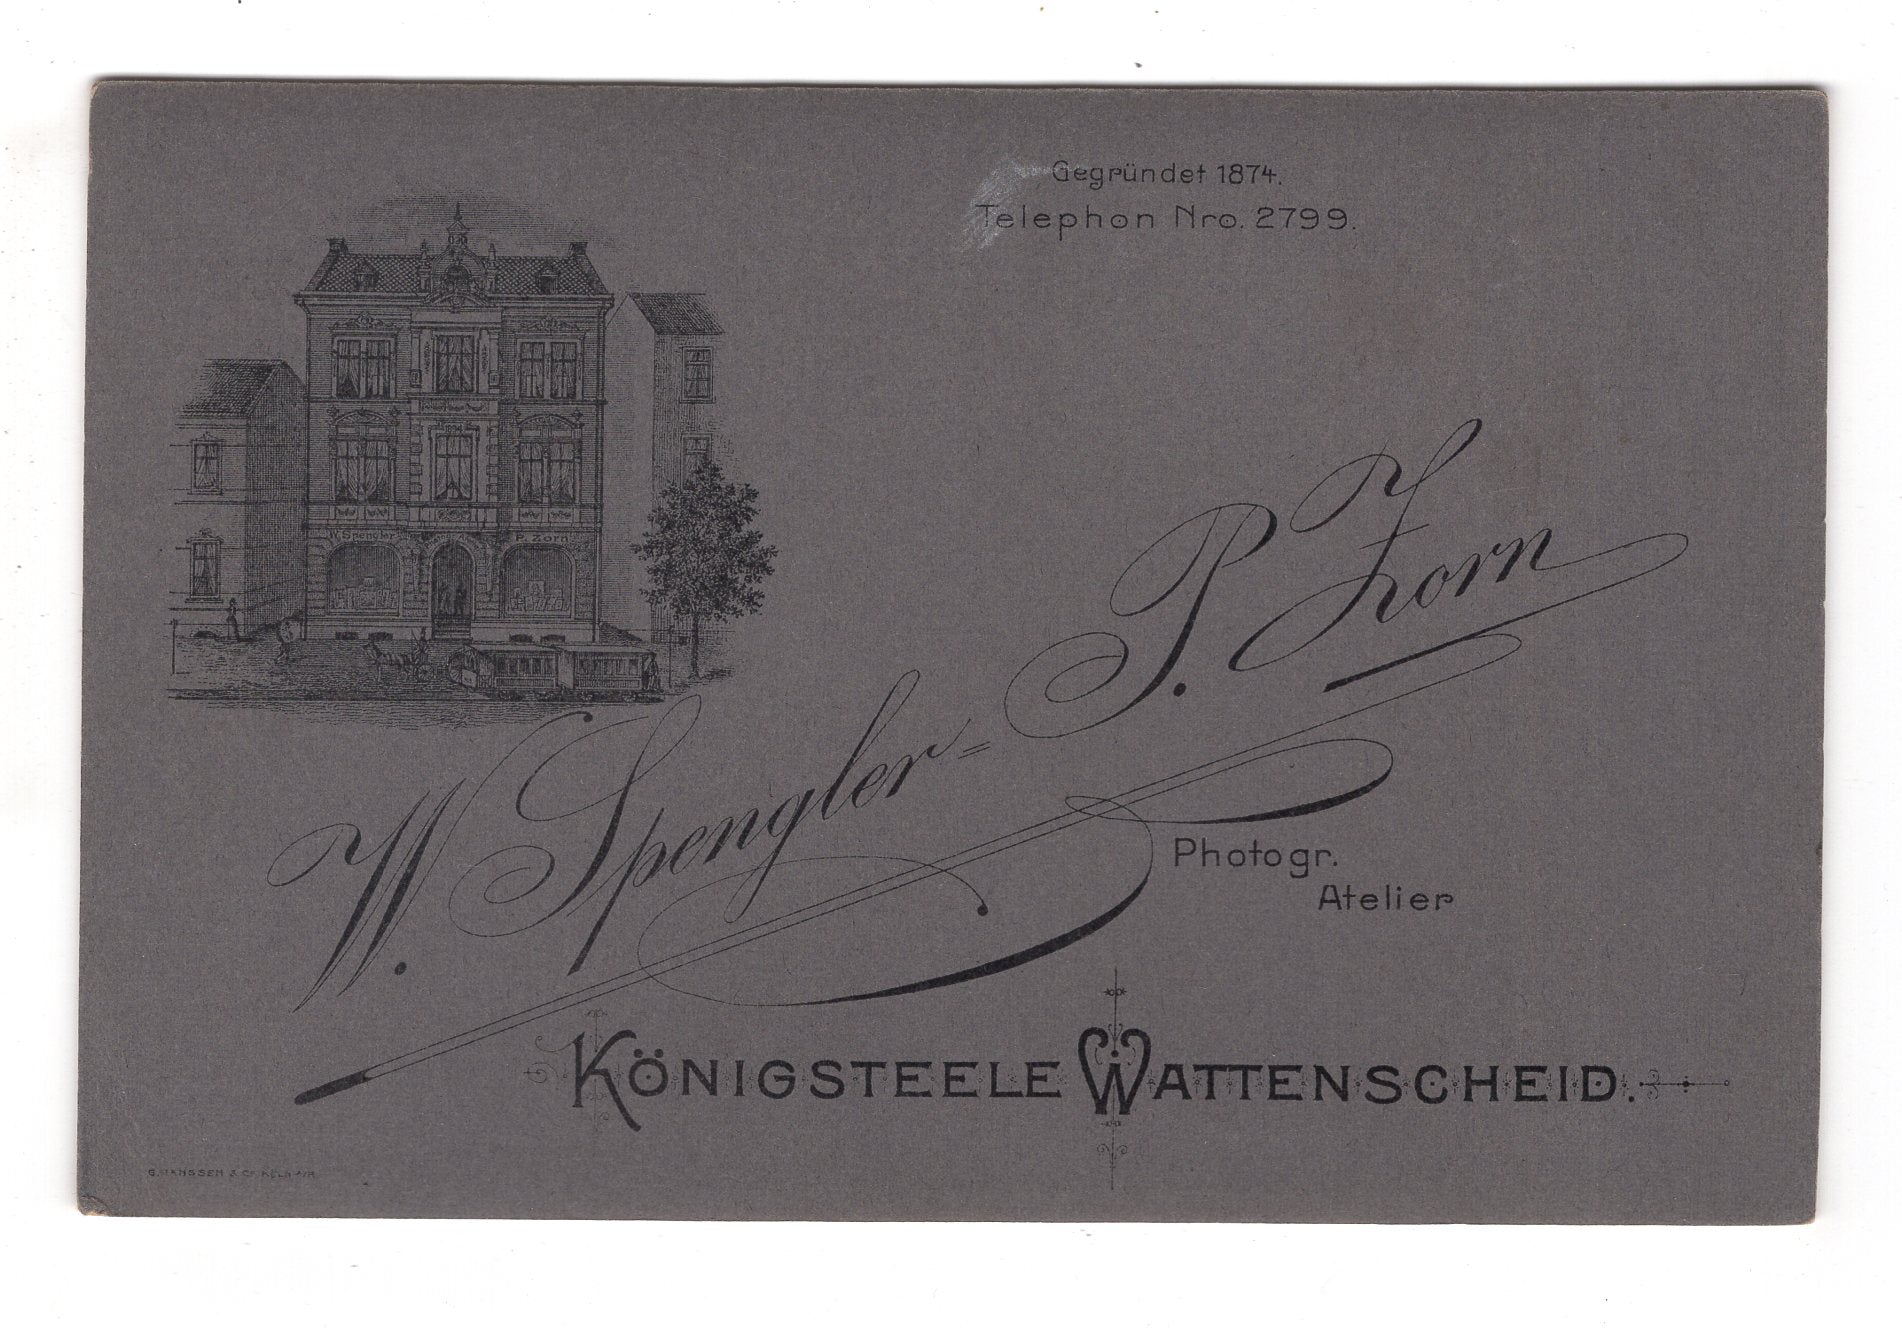 Gegründet 1874.
Telephon Nro. 2799.
W. Spengler
P. Zorn
W. Spengler = P. Zorn
Photogr.
Atelier
KÖNIGSTEELE WATTENSCHEID.